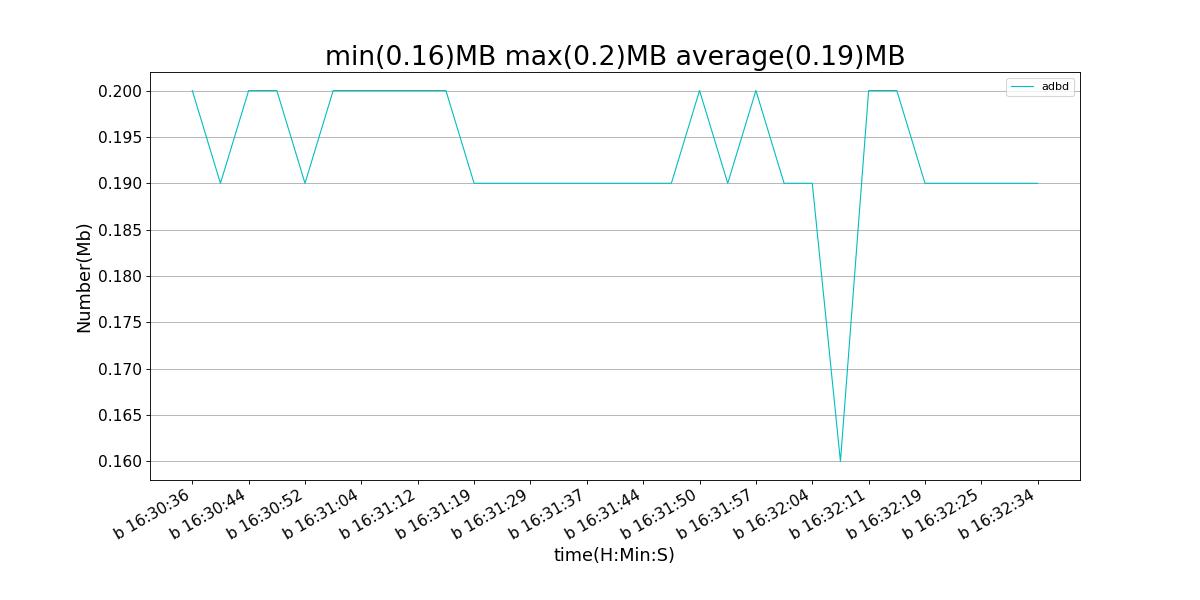 min(0.16)MB max(0.2)MB average(0.19)MB
adbd
0.200
0.195
0.190
0.185
0.180
0.175
0.170
0.165
0.160
Number(Mb)
b 16:30:36
b 16:30:44
b 16:30:52
b 16:31:04
b 16:31:12
b 16:31:19
b 16:31:29
b 16:31:37
b 16:31:44
b 16:31:50
b 16:31:57
b 16:32:04
b 16:32:11
b 16:32:19
b 16:32:25
b 16:32:34
time(H:Min:S)